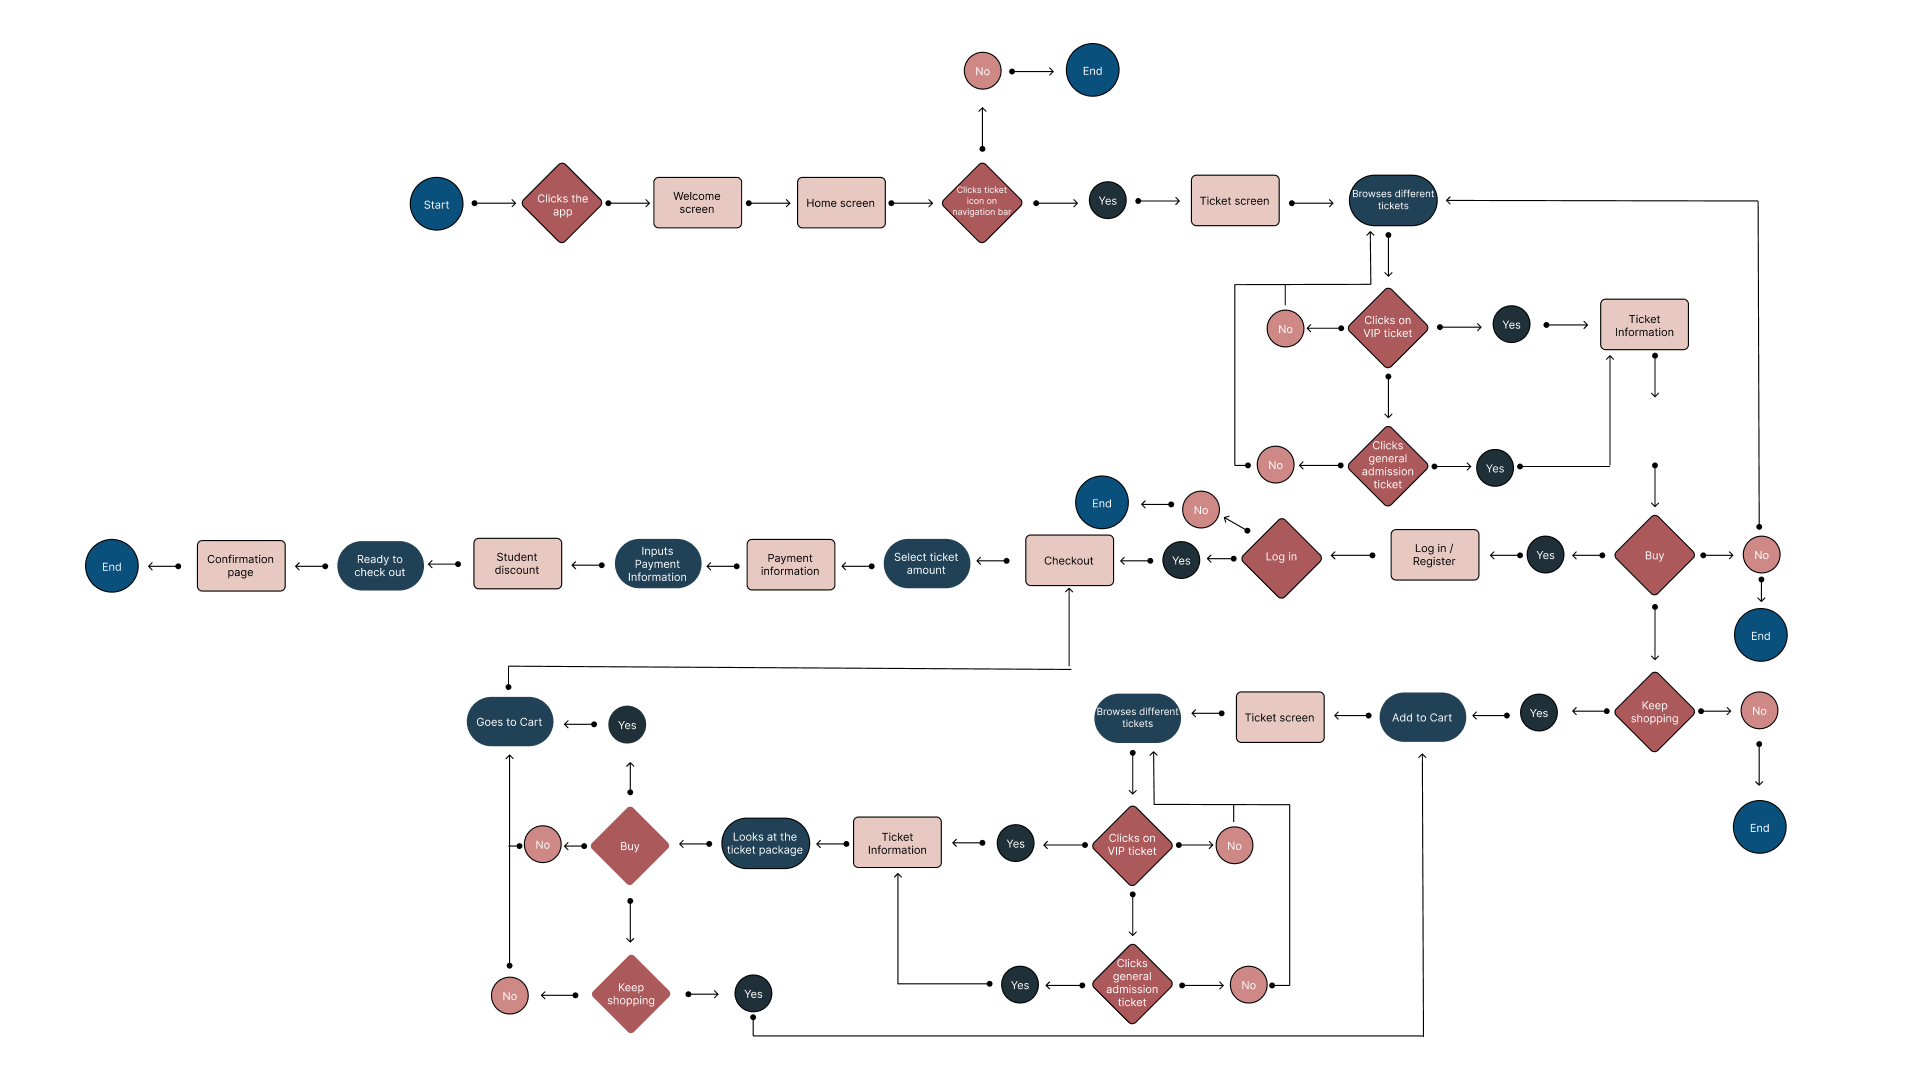 No
End
Start
Clicks the
app
Welcome
screen
Home screen
Clicks ticket
icon on
navigation bar
Yes
Ticket screen
Browses different
tickets
No
Clicks on
VIP ticket
Yes
Ticket
Information
No
Clicks
general
admission
ticket
Yes
End
No
End
Confirmation
page
Ready to
check out
Student
discount
Inputs
Payment
Information
Payment
information
Select ticket
amount
Checkout
Yes
Log in
Log in /
Register
Yes
Buy
No
End
Goes to Cart
Yes
Browses different
tickets
Ticket screen
Add to Cart
Yes
Keep
shopping
No
No
Buy
Looks at the
ticket package
Ticket
Information
Yes
Clicks on
VIP ticket
No
End
No
Keep
shopping
Yes
Yes
Clicks
general
admission
ticket
No